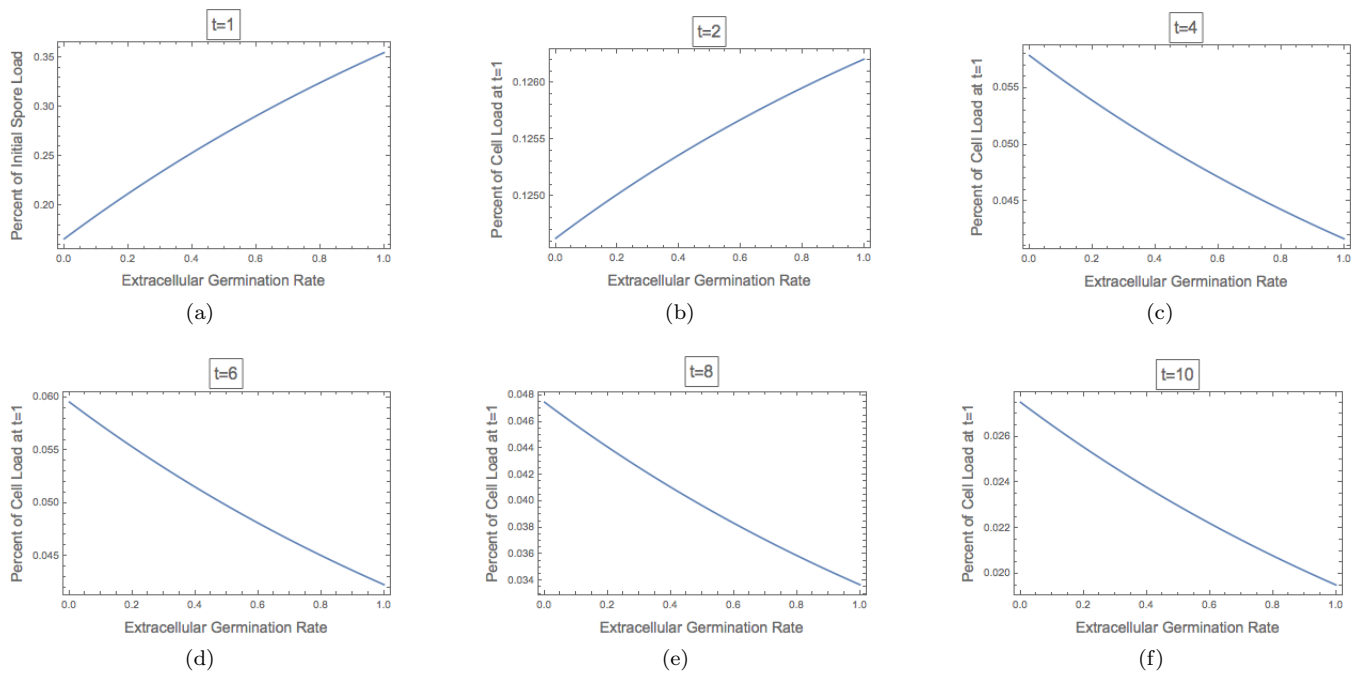 t=1
Percent of Initial Spore Load
0.35
0.30
0.25
0.20
0.0 0.2 0.4 0.6 0.8 1.0
Extracellular Germination Rate
(a)
t=2
Percent of Cell Load at t=1
0.1260
0.1255
0.1250
0.0 0.2 0.4 0.6 0.8 1.0
Extracellular Germination Rate
(b)
t=4
Percent of Cell Load at t=1
0.055
0.050
0.045
0.0 0.2 0.4 0.6 0.8 1.0
Extracellular Germination Rate
(c)
t=6
Percent of Cell Load at t=1
0.060
0.055
0.050
0.045
0.0 0.2 0.4 0.6 0.8 1.0
Extracellular Germination Rate
(d)
t=8
Percent of Cell Load at t=1
0.048
0.046
0.044
0.042
0.040
0.038
0.036
0.034
0.0 0.2 0.4 0.6 0.8 1.0
Extracellular Germination Rate
(e)
t=10
Percent of Cell Load at t=1
0.026
0.024
0.022
0.020
0.0 0.2 0.4 0.6 0.8 1.0
Extracellular Germination Rate
(f)